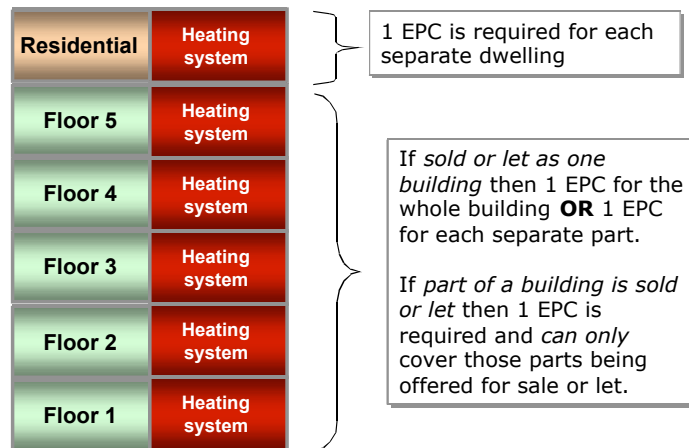 Residential
Heating
system
1 EPC is required for each
separate dwelling
Floor 5
Heating
system
Floor 4
Heating
system
Floor 3
Heating
system
Floor 2
Heating
system
Floor 1
Heating
system
If sold or let as one
building then 1 EPC for the
whole building OR 1 EPC
for each separate part.
If part of a building is sold
or let then 1 EPC is
required and can only
cover those parts being
offered for sale or let.